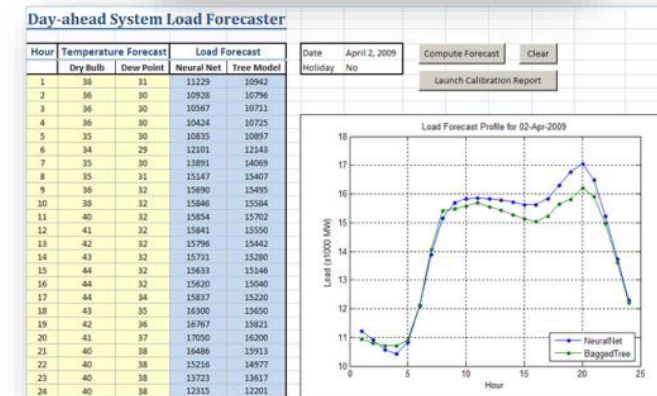 Day-ahead System Load Forecaster
Hour Temperature Forecast Load Forecast
Dry Bulb Dew Point Neural Net Tree Model
1 38 31 11229 10942
2 36 30 10928 10796
3 36 30 10567 10711
4 36 30 10424 10725
5 35 30 10835 10897
6 34 29 12101 12143
7 35 30 13891 14069
8 35 31 15147 15407
9 36 32 15690 15495
10 38 32 15846 15584
11 40 32 15854 15702
12 41 32 15841 15550
13 42 32 15796 15442
14 43 32 15731 15280
15 44 32 15633 15146
16 44 32 15620 15040
17 44 34 15837 15220
18 43 35 16300 15650
19 42 36 16767 15821
20 41 37 17050 16200
21 40 38 16486 15913
22 40 38 15216 14977
23 40 38 13723 13617
24 40 38 12315 12201
Date April 2, 2009
Holiday No
Compute Forecast Clear
Launch Calibration Report
Load Forecast Profile for 02-Apr-2009
18
17
16
15
14
13
12
11
10
Load (x1000 MW)
0 5 10 15 20 25
Hour
NeuralNet
BaggedTree